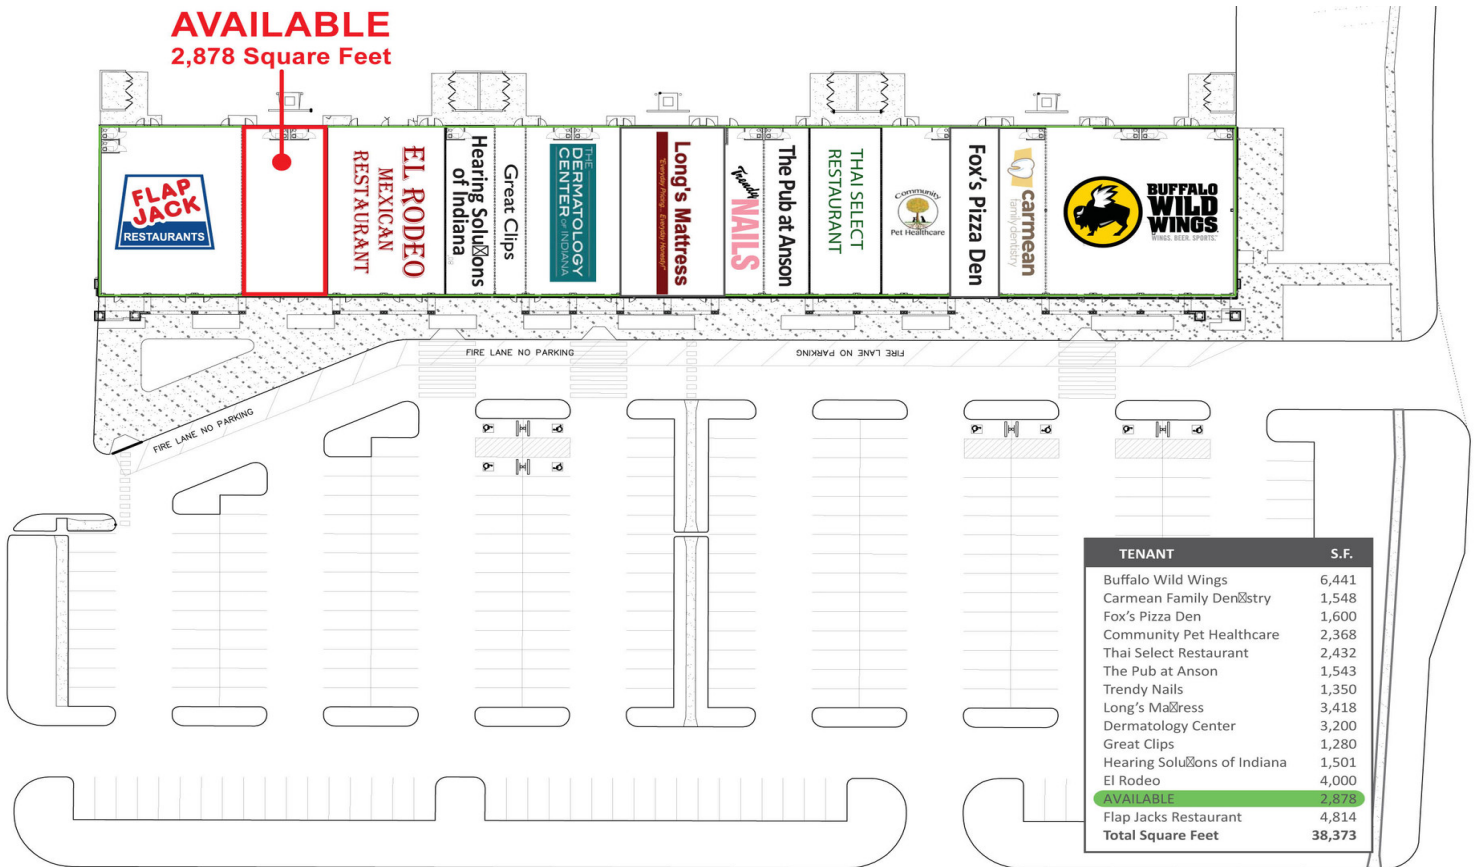 AVAILABLE
2,878 Square Feet
FLAP
JACK
RESTAURANTS
EL RODEO
MEXICAN
RESTAURANT
Hearing Solu☒ons
of Indiana
Great Clips
THE
DERMATOLOGY
CENTER OF INDIANA
Long's Mattress
"Everyday Pricing... Everyday Honesty!"
Trendy
NAILS
The Pub at Anson
THAI SELECT
RESTAURANT
Community
Pet Healthcare
Fox's Pizza Den
carmean
family dentistry
BUFFALO
WILD
WINGS
WINGS. BEER. SPORTS.
FIRE LANE NO PARKING
FIRE LANE NO PARKING
FIRE LANE NO PARKING
TENANT S.F.
Buffalo Wild Wings 6,441
Carmean Family Den☒stry 1,548
Fox's Pizza Den 1,600
Community Pet Healthcare 2,368
Thai Select Restaurant 2,432
The Pub at Anson 1,543
Trendy Nails 1,350
Long's Ma☒ress 3,418
Dermatology Center 3,200
Great Clips 1,280
Hearing Solu☒ons of Indiana 1,501
El Rodeo 4,000
AVAILABLE 2,878
Flap Jacks Restaurant 4,814
Total Square Feet 38,373